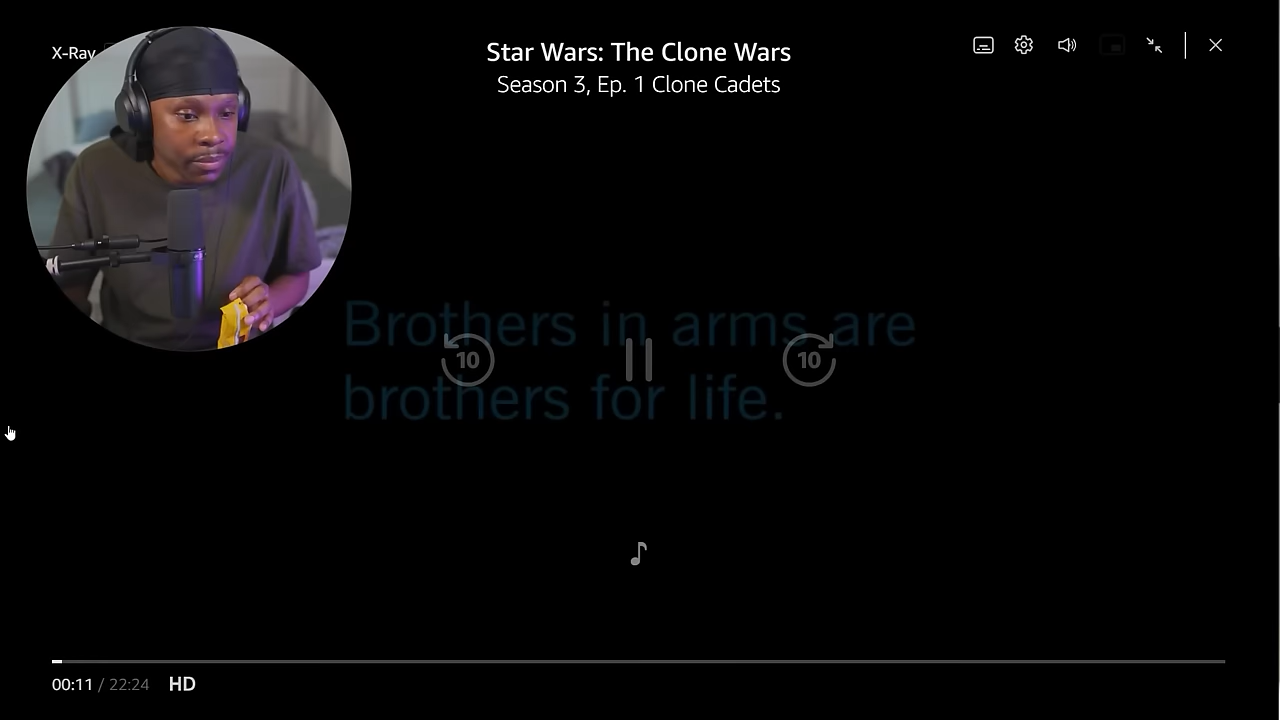 X-Ray
Star Wars: The Clone Wars
Season 3, Ep. 1 Clone Cadets
Brothers in arms are
brothers for life.
10
10
00:11 / 22:24 HD